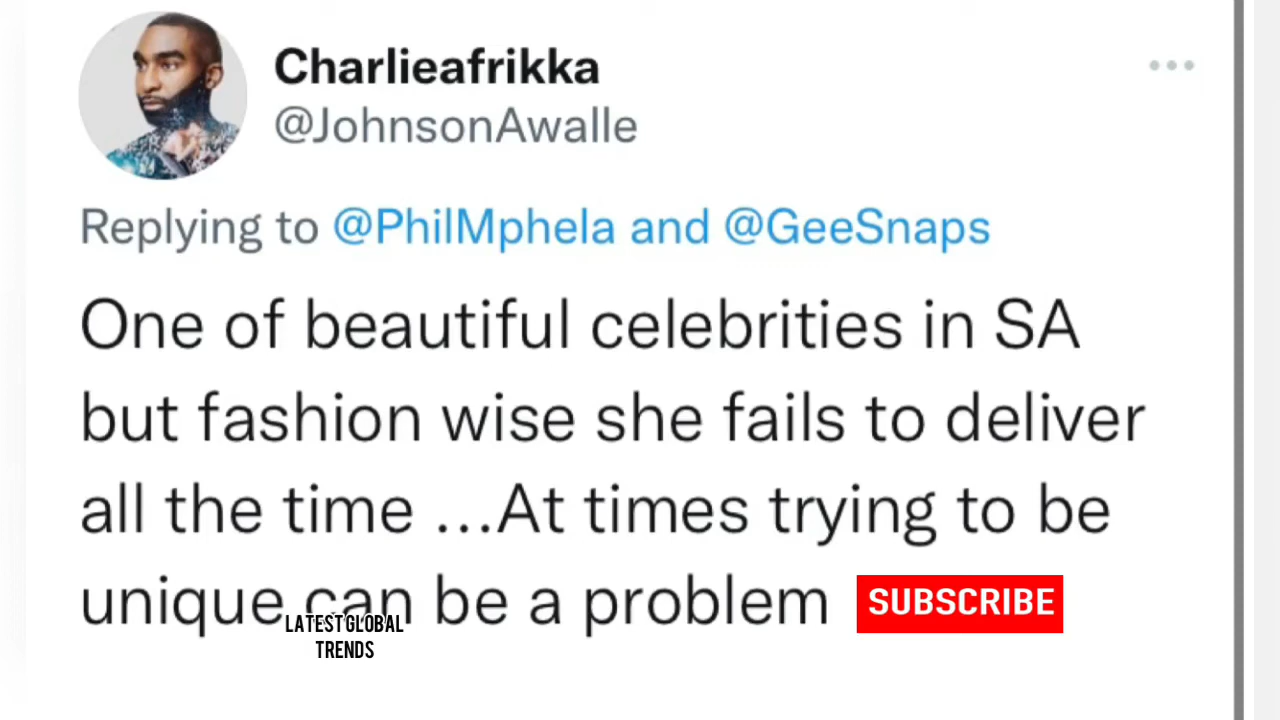 Charlieafrikka
@JohnsonAwalle
Replying to @PhilMphela and @GeeSnaps
One of beautiful celebrities in SA
but fashion wise she fails to deliver
all the time ...At times trying to be
unique can be a problem
SUBSCRIBE
LATEST GLOBAL
TRENDS